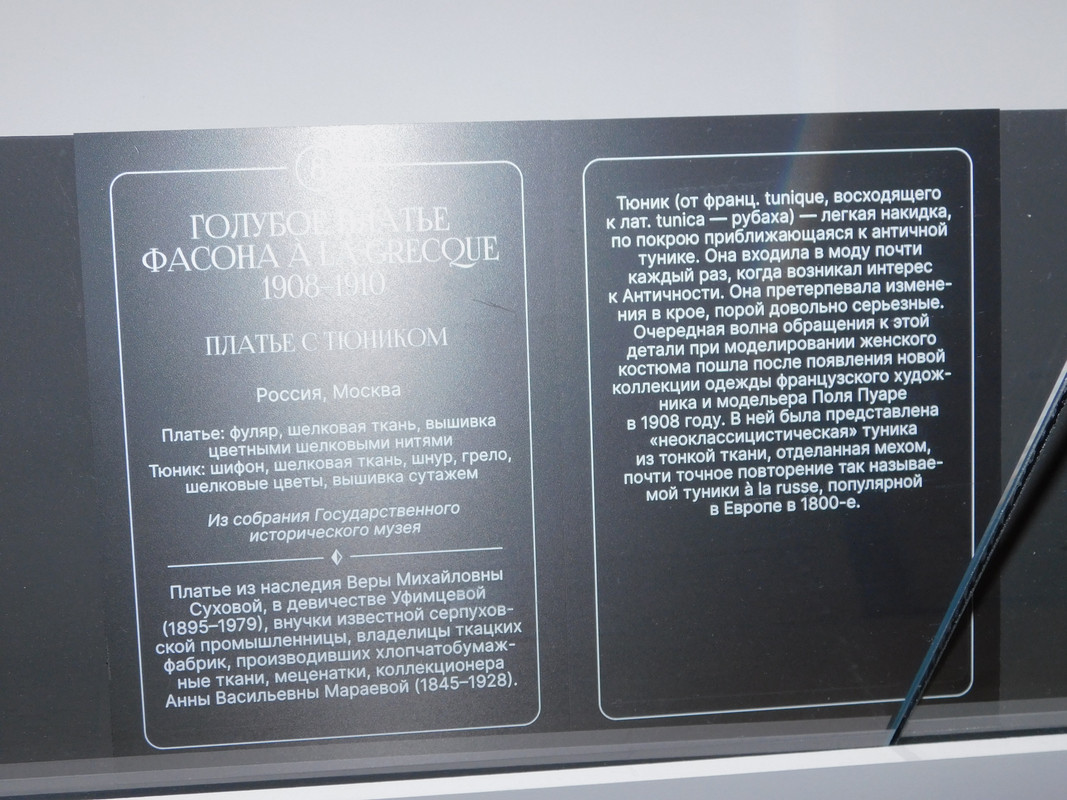 ГОЛУБОЕ ПЛАТЬЕ
ФАСОНА À LA GRECQUE
1908–1910
ПЛАТЬЕ С ТЮНИКОМ
Россия, Москва
Платье: фуляр, шелковая ткань, вышивка
цветными шелковыми нитями
Тюник: шифон, шелковая ткань, шнур, грело,
шелковые цветы, вышивка сутажем
Из собрания Государственного
исторического музея
Платье из наследия Веры Михайловны
Суховой, в девичестве Уфимцевой
(1895–1979), внучки известной серпухов-
ской промышленницы, владелицы ткацких
фабрик, производивших хлопчатобумаж-
ные ткани, меценатки, коллекционера
Анны Васильевны Мараевой (1845–1928).
Тюник (от франц. tunique, восходящего
к лат. tunica — рубаха) — легкая накидка,
по покрою приближающаяся к античной
тунике. Она входила в моду почти
каждый раз, когда возникал интерес
к Античности. Она претерпевала измене-
ния в крое, порой довольно серьезные.
Очередная волна обращения к этой
детали при моделировании женского
костюма пошла после появления новой
коллекции одежды французского худож-
ника и модельера Поля Пуаре
в 1908 году. В ней была представлена
«неоклассицистическая» туника
из тонкой ткани, отделанная мехом,
почти точное повторение так называе-
мой туники à la russe, популярной
в Европе в 1800-е.